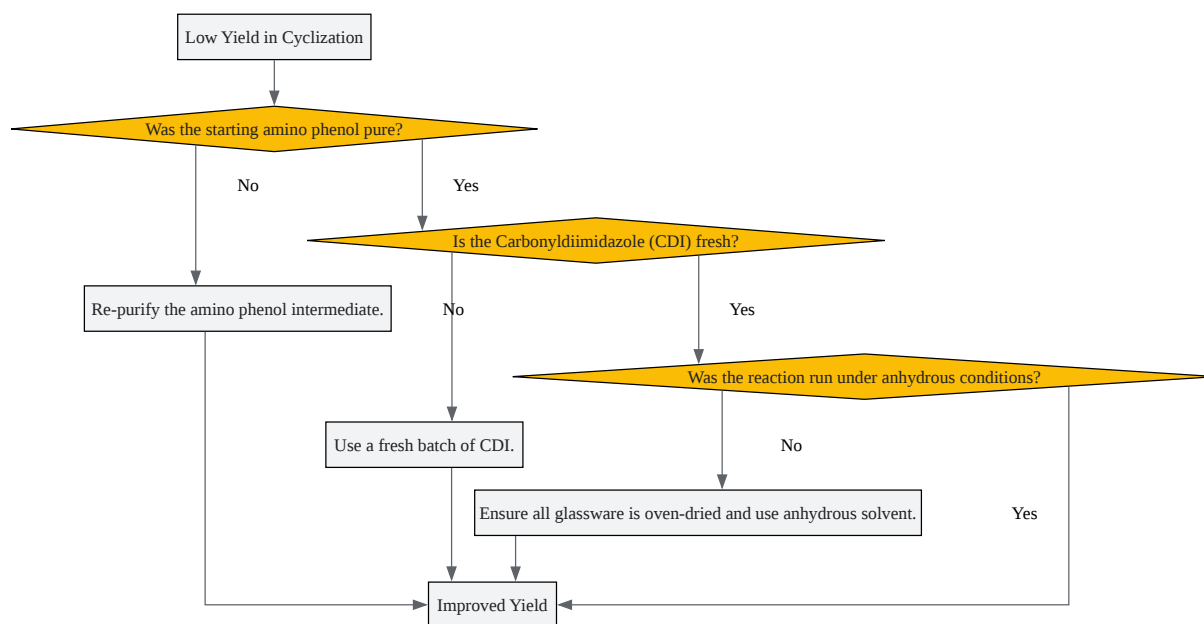 Low Yield in Cyclization
Was the starting amino phenol pure?
No
Yes
Is the Carbonyldiimidazole (CDI) fresh?
Re-purify the amino phenol intermediate.
No
Yes
Was the reaction run under anhydrous conditions?
Use a fresh batch of CDI.
No
Ensure all glassware is oven-dried and use anhydrous solvent.
Yes
Improved Yield